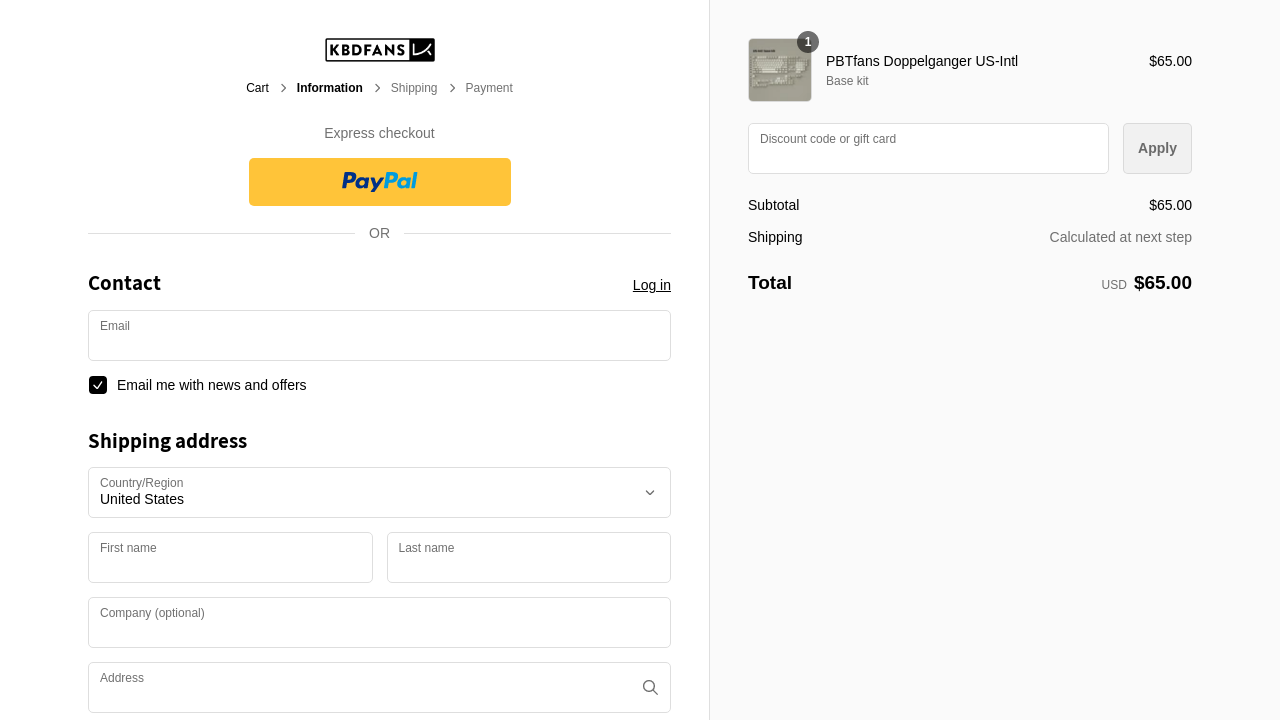 KBDFANS
Cart
Information
Shipping
Payment
Express checkout
PayPal
OR
Contact
Log in
Email
Email me with news and offers
Shipping address
Country/Region
United States
First name
Last name
Company (optional)
Address
1
PBTfans Doppelganger US-Intl
$65.00
Base kit
Discount code or gift card
Apply
Subtotal
$65.00
Shipping
Calculated at next step
Total
USD $65.00